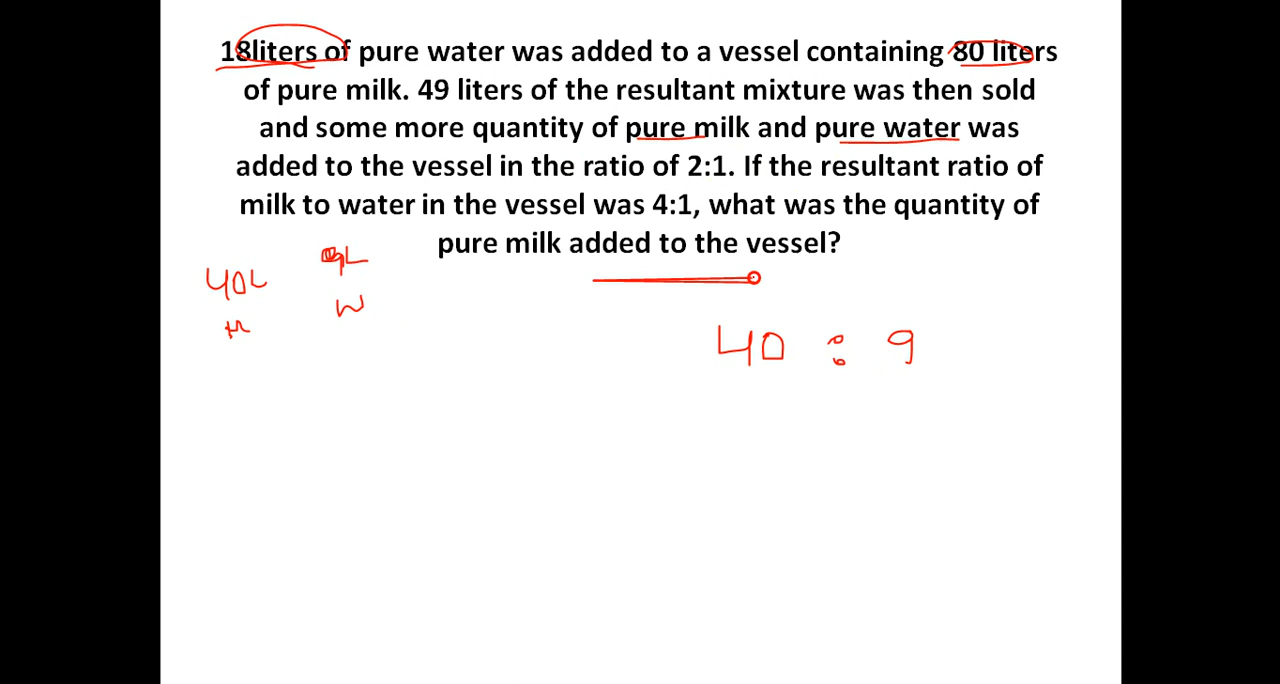 18liters of pure water was added to a vessel containing 80 liters
of pure milk. 49 liters of the resultant mixture was then sold
and some more quantity of pure milk and pure water was
added to the vessel in the ratio of 2:1. If the resultant ratio of
milk to water in the vessel was 4:1, what was the quantity of
pure milk added to the vessel?
40L 9L
M W
40 : 9